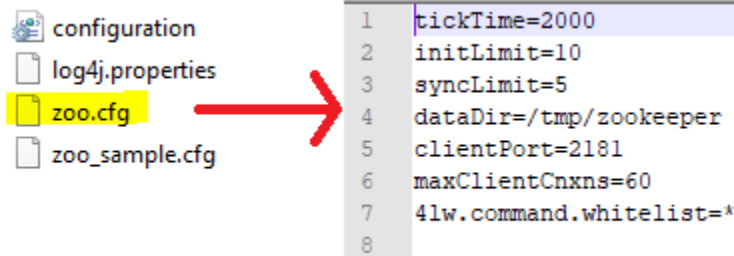 configuration
log4j.properties
zoo.cfg
zoo_sample.cfg
1 tickTime=2000
2 initLimit=10
3 syncLimit=5
4 dataDir=/tmp/zookeeper
5 clientPort=2181
6 maxClientCnxns=60
7 4lw.command.whitelist=*
8